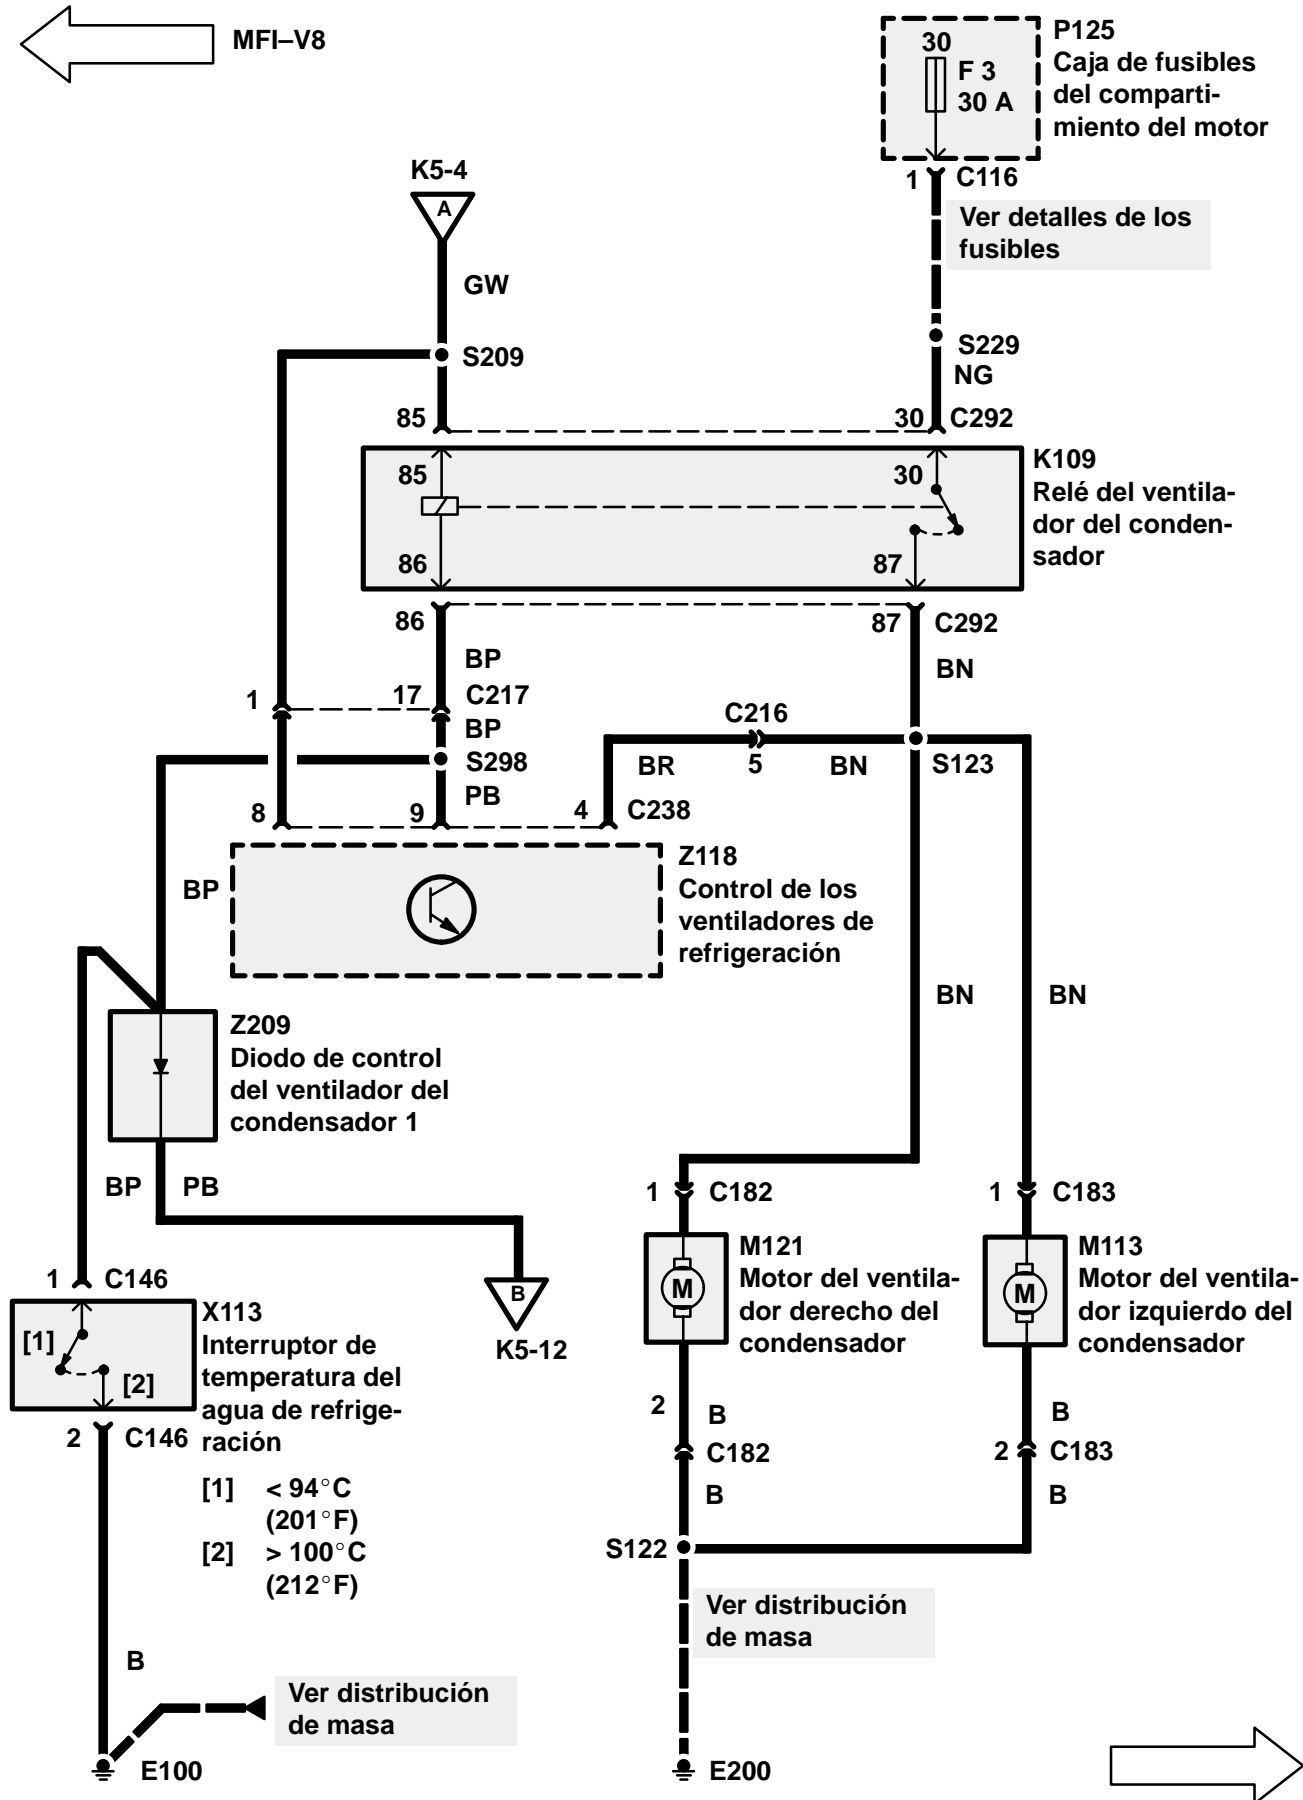 MFI–V8
P125
Caja de fusibles
del comparti-
miento del motor
30
F 3
30 A
1
C116
Ver detalles de los
fusibles
K5-4
A
GW
S209
S229
NG
85
30
C292
85
30
86
87
K109
Relé del ventila-
dor del conden-
sador
86
87
C292
BP
BN
1
17
C217
BP
S298
PB
C216
BR
5
BN
S123
8
9
4
C238
BP
Z118
Control de los
ventiladores de
refrigeración
BN
BN
Z209
Diodo de control
del ventilador del
condensador 1
BP
PB
1
C182
1
C183
B
K5-12
M121
Motor del ventila-
dor derecho del
condensador
M
M113
Motor del ventila-
dor izquierdo del
condensador
M
1
C146
[1]
[2]
X113
Interruptor de
temperatura del
agua de refrige-
ración
2
C146
[1] < 94°C
(201°F)
[2] > 100°C
(212°F)
2
B
C182
B
B
2
C183
B
S122
Ver distribución
de masa
B
Ver distribución
de masa
E100
E200